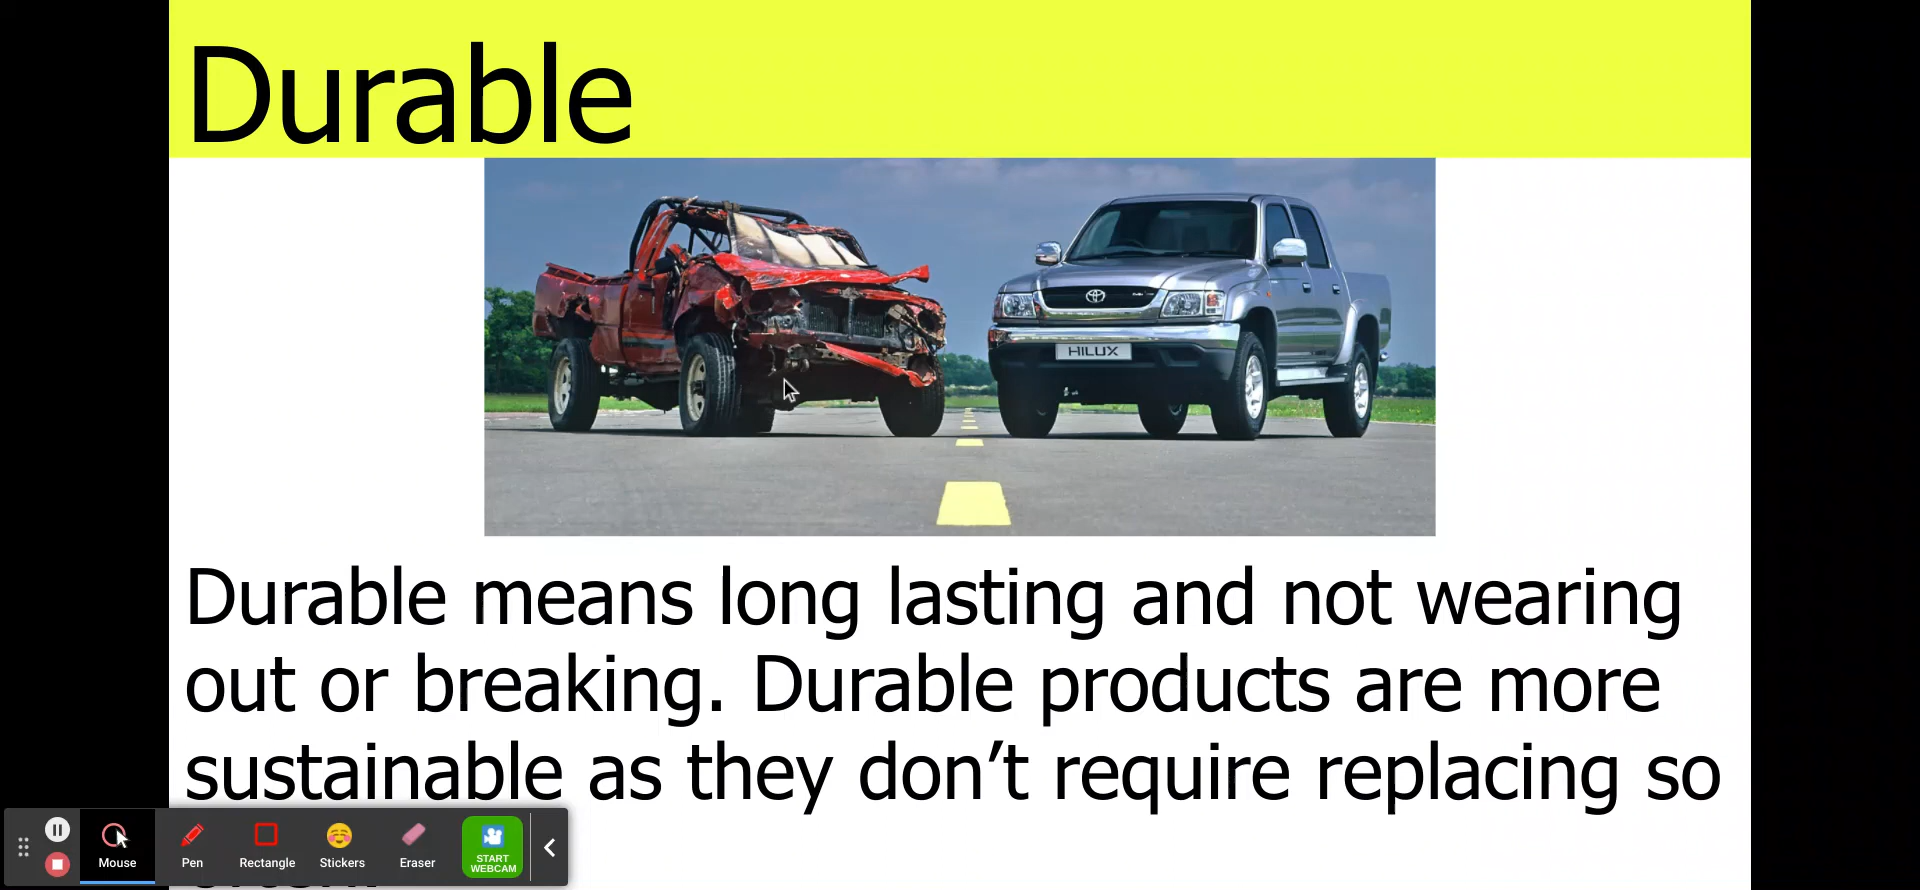 Durable
HILUX
Durable means long lasting and not wearing
out or breaking. Durable products are more
sustainable as they don’t require replacing so
Mouse
Pen
Rectangle
Stickers
Eraser
START
WEBCAM